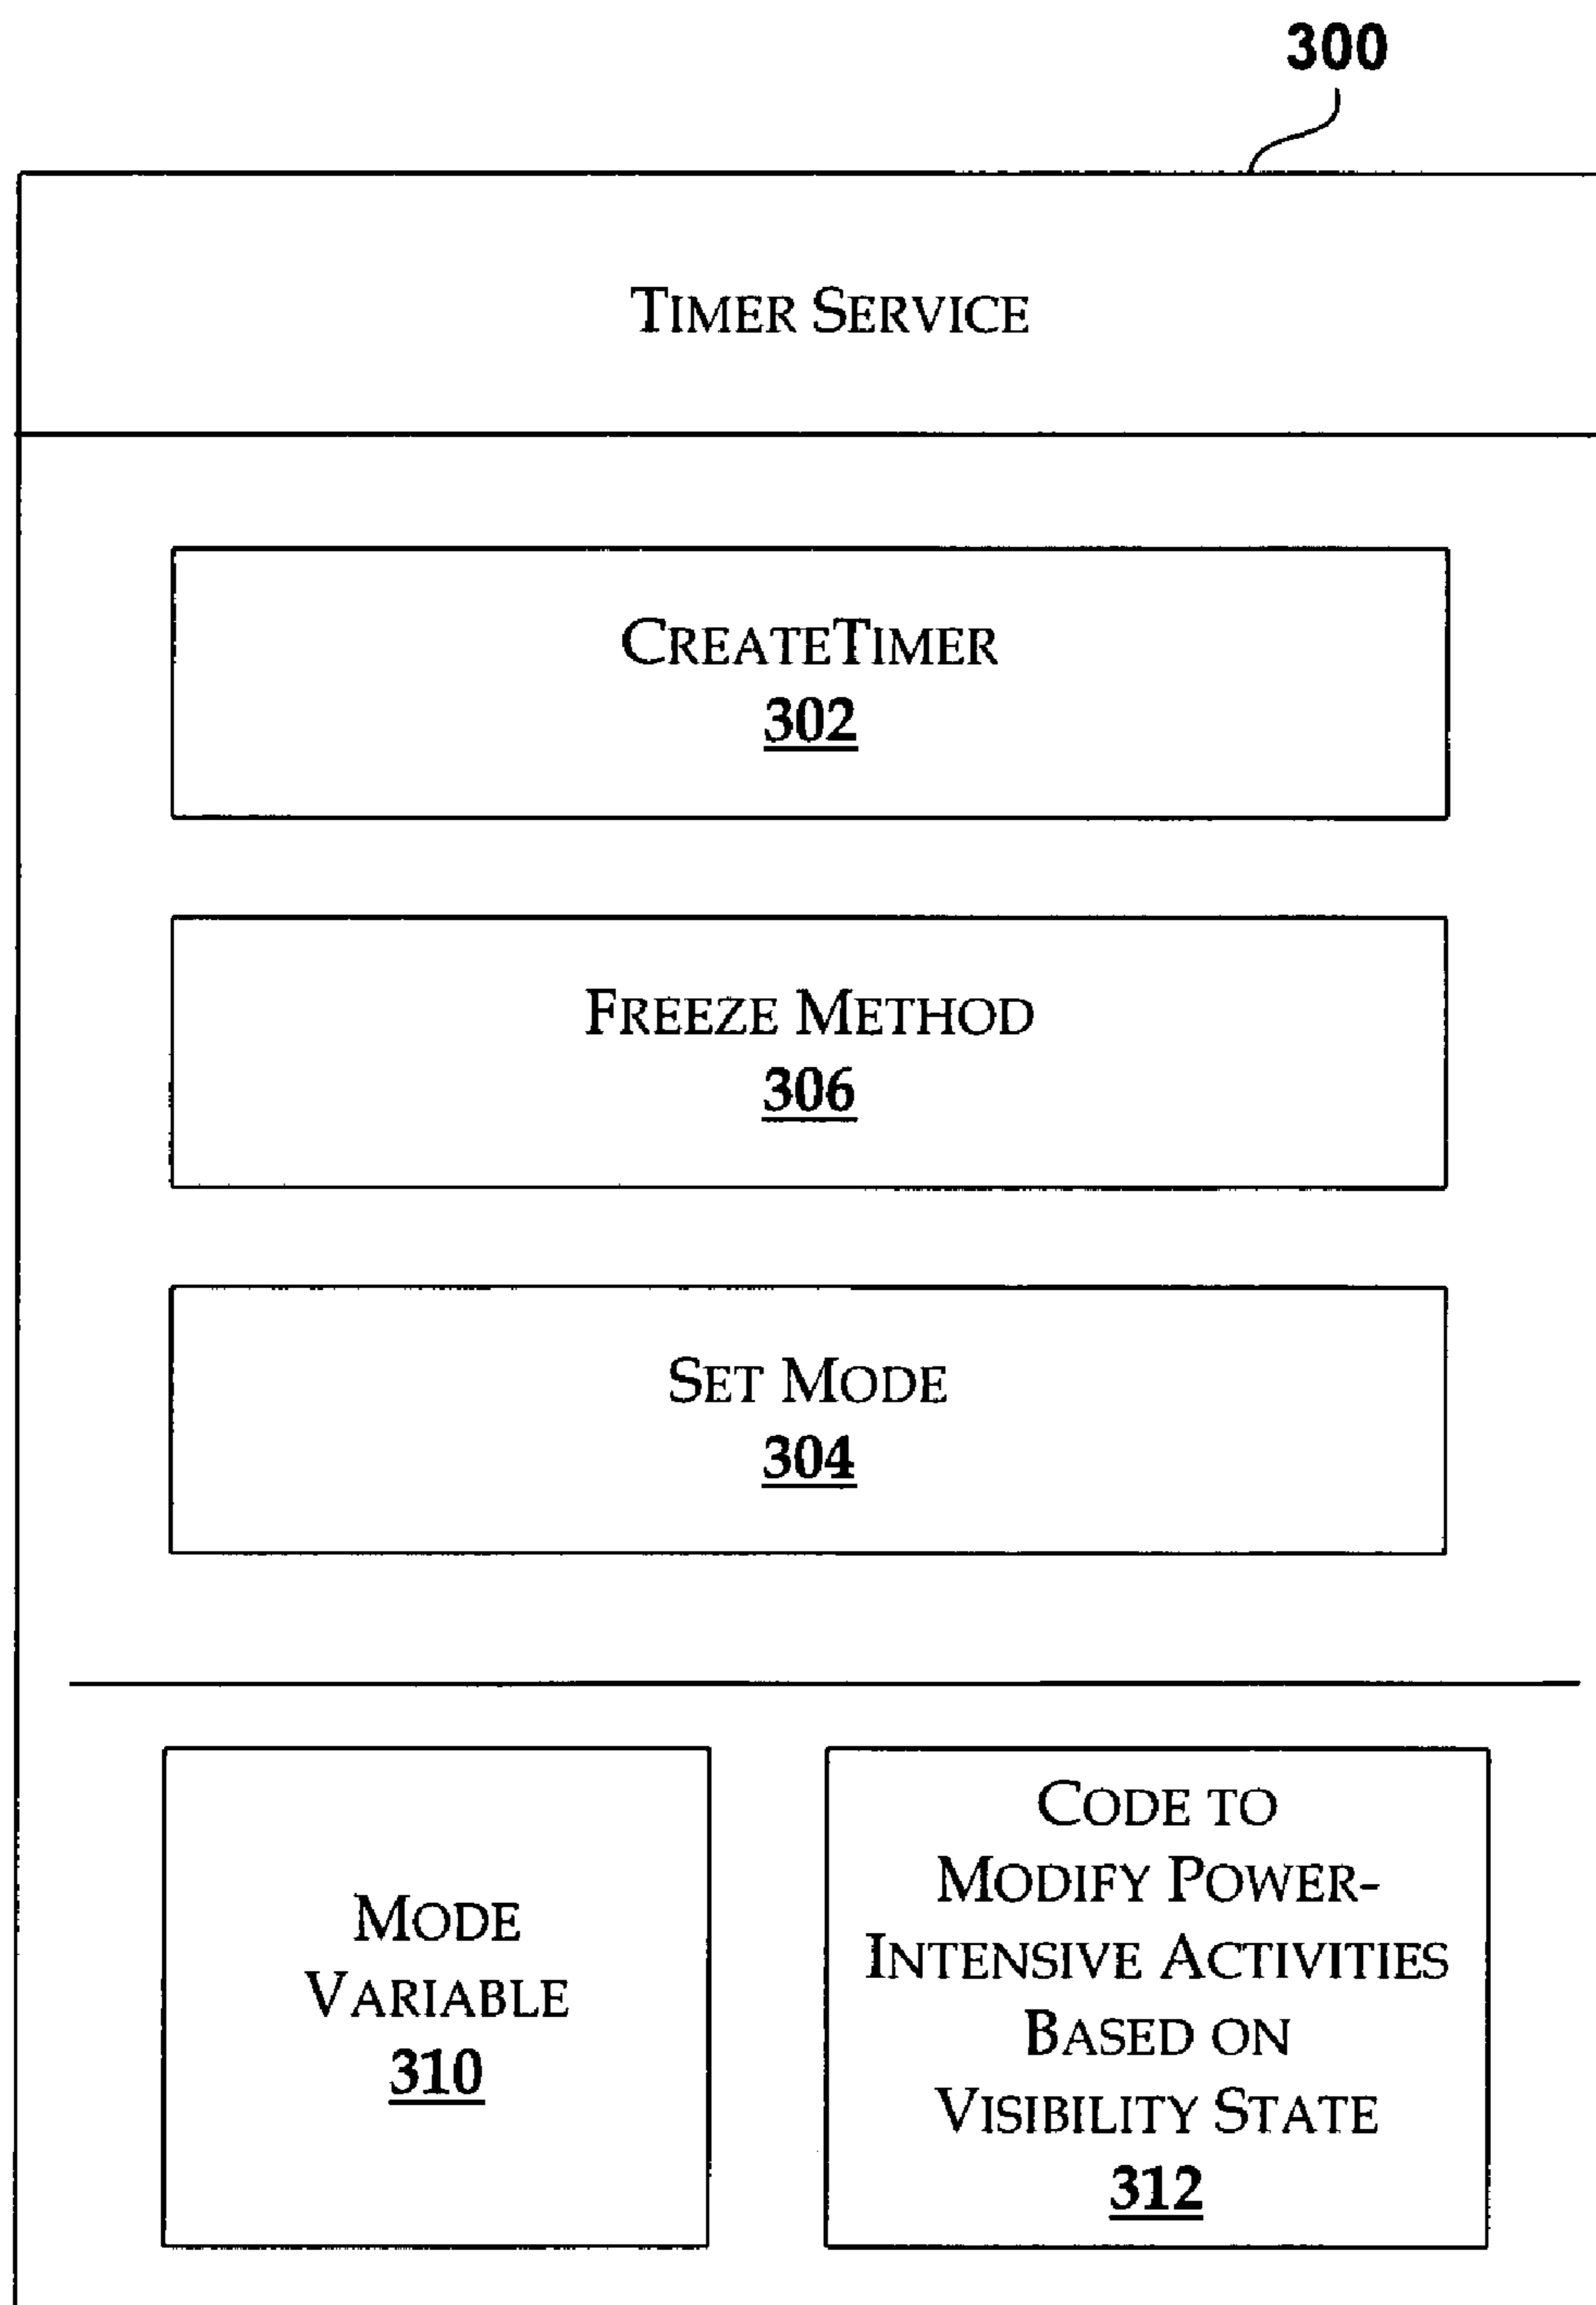 300
TIMER SERVICE
CREATETIMER
302
FREEZE METHOD
306
SET MODE
304
MODE
VARIABLE
310
CODE TO
MODIFY POWER-
INTENSIVE ACTIVITIES
BASED ON
VISIBILITY STATE
312